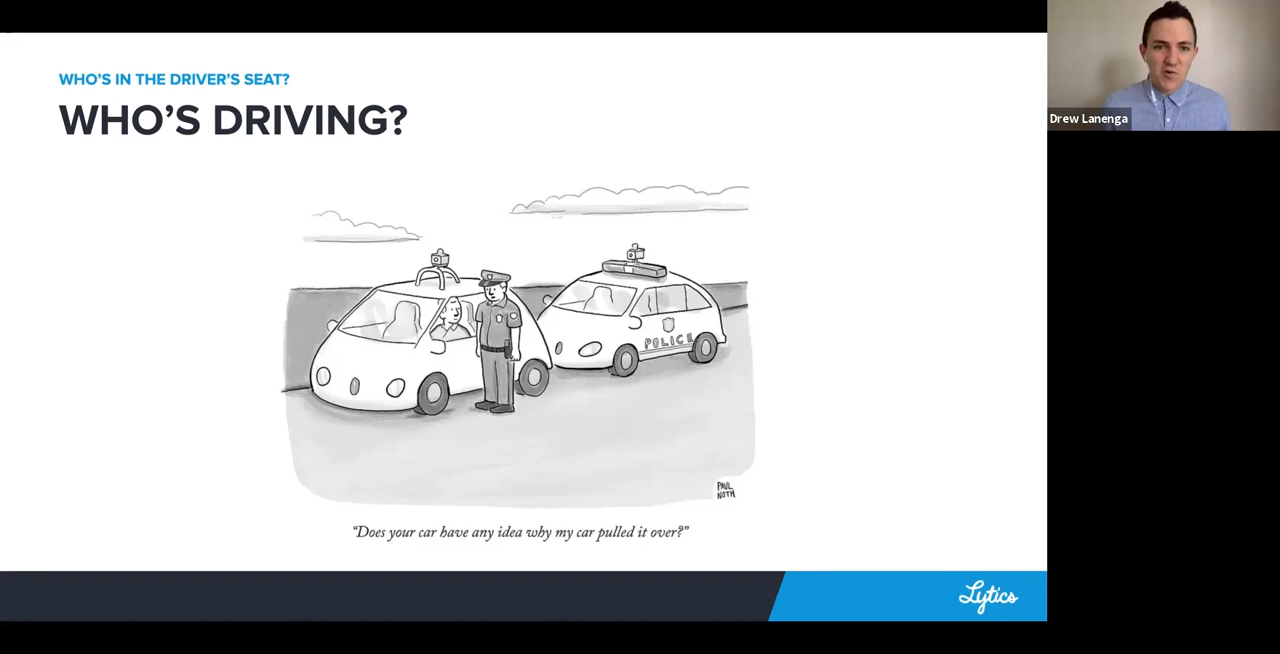 WHO'S IN THE DRIVER'S SEAT?
WHO'S DRIVING?
Drew Lanenga
POLICE
PAUL
NOTH
“Does your car have any idea why my car pulled it over?”
Lytics